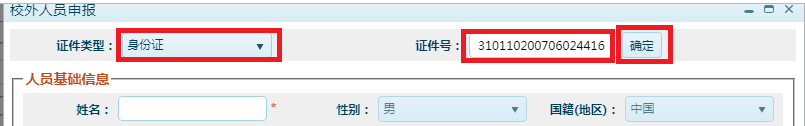 校外人员申报
证件类型： 身份证 证件号： 310110200706024416 确定
人员基础信息
姓名： * 性别： 男 国籍(地区)： 中国